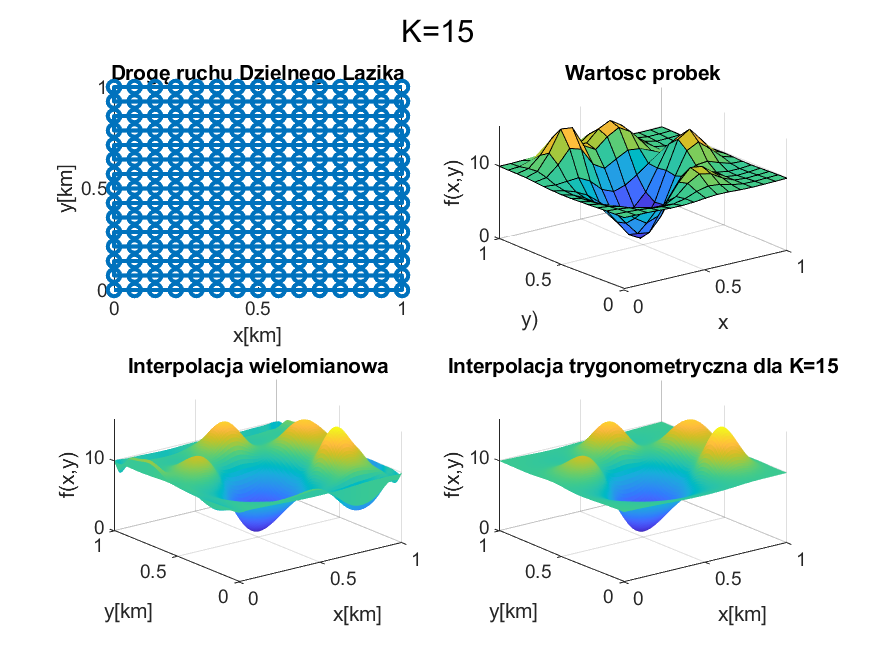 K=15
Drogę ruchu Dzielnego Lazika
1
0.5
0
y[km]
0
0.5
1
x[km]
Wartosc probek
10
0
f(x,y)
1
0.5
0
y)
0
0.5
1
x
Interpolacja wielomianowa
10
0
f(x,y)
1
0.5
0
y[km]
0
0.5
1
x[km]
Interpolacja trygonometryczna dla K=15
10
0
f(x,y)
1
0.5
0
y[km]
0
0.5
1
x[km]